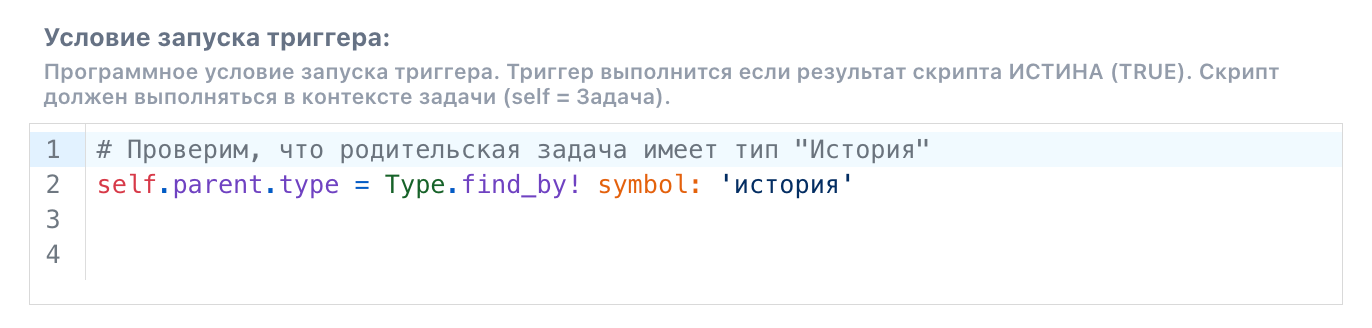 Условие запуска триггера:
Программное условие запуска триггера. Триггер выполнится если результат скрипта ИСТИНА (TRUE). Скрипт
должен выполняться в контексте задачи (self = Задача).
1 # Проверим, что родительская задача имеет тип "История"
2 self.parent.type = Type.find_by! symbol: 'история'
3
4